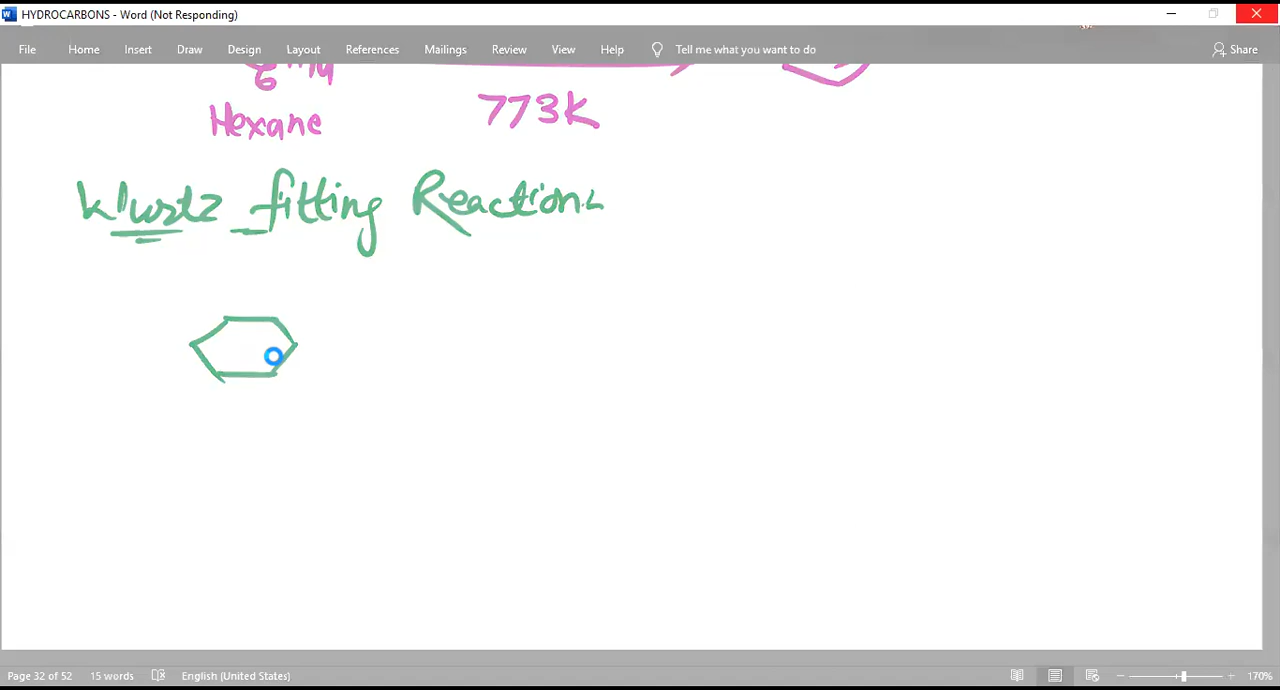 HYDROCARBONS - Word (Not Responding)
File Home Insert Draw Design Layout References Mailings Review View Help Tell me what you want to do Share
Hexane
773K
fitting Reaction
Page 32 of 52 15 words English (United States) 170%